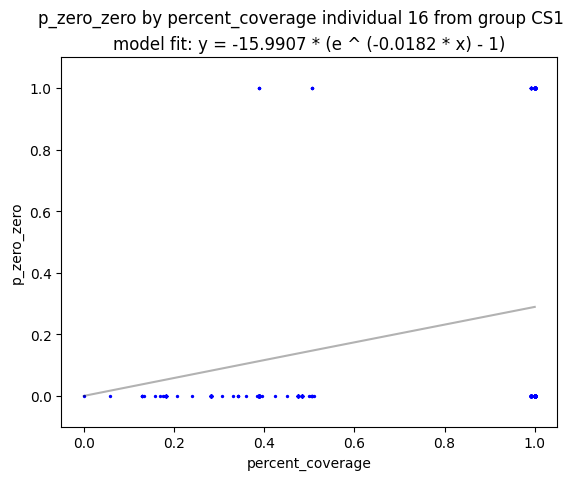 p_zero_zero by percent_coverage individual 16 from group CS1
model fit: y = -15.9907 * (e ^ (-0.0182 * x) - 1)
1.0
0.8
0.6
0.4
0.2
0.0
p_zero_zero
0.0 0.2 0.4 0.6 0.8 1.0
percent_coverage